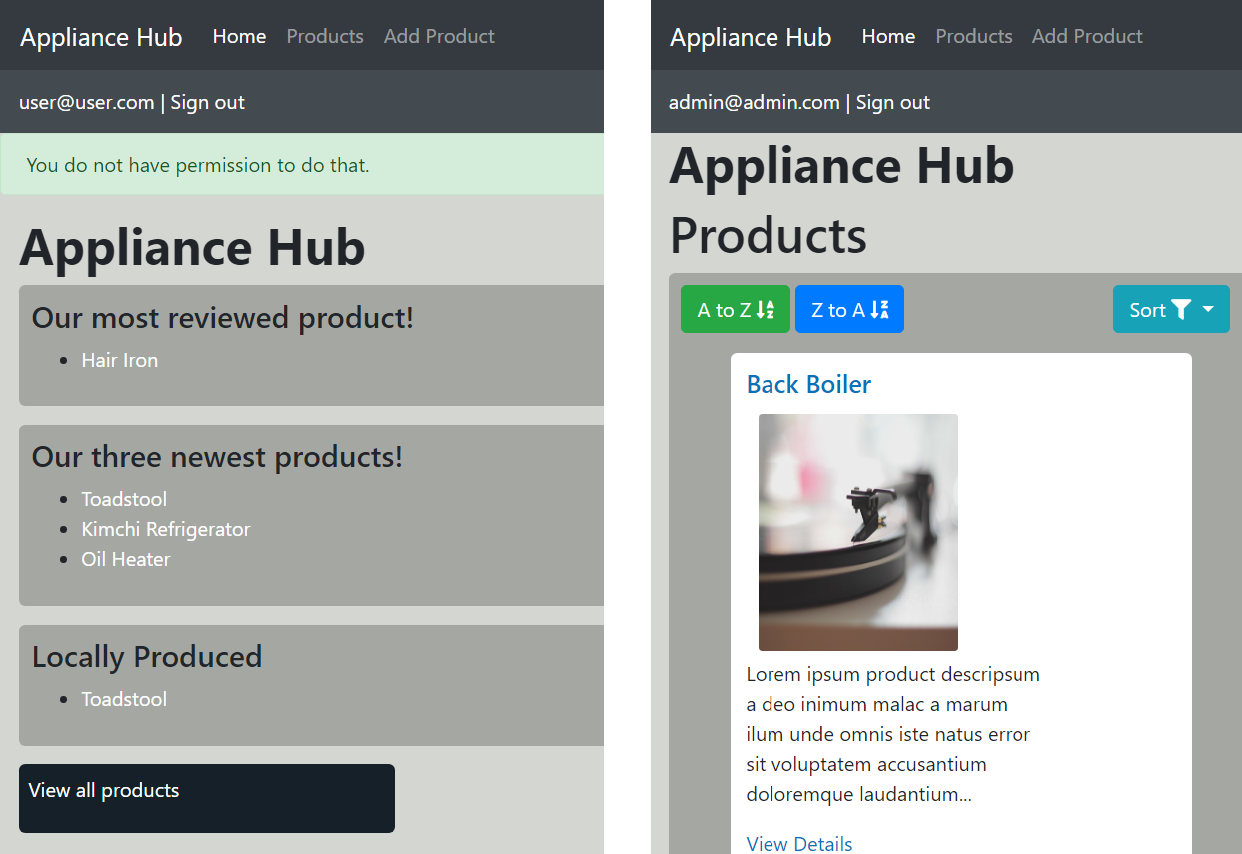 Appliance Hub Home Products Add Product
user@user.com | Sign out
You do not have permission to do that.
Appliance Hub
Our most reviewed product!
Hair Iron
Our three newest products!
Toadstool
Kimchi Refrigerator
Oil Heater
Locally Produced
Toadstool
View all products
Appliance Hub Home Products Add Product
admin@admin.com | Sign out
Appliance Hub
Products
A to Z Z to A Sort
Back Boiler
Lorem ipsum product descripsum
a deo inimum malac a marum
ilum unde omnis iste natus error
sit voluptatem accusantium
doloremque laudantium...
View Details